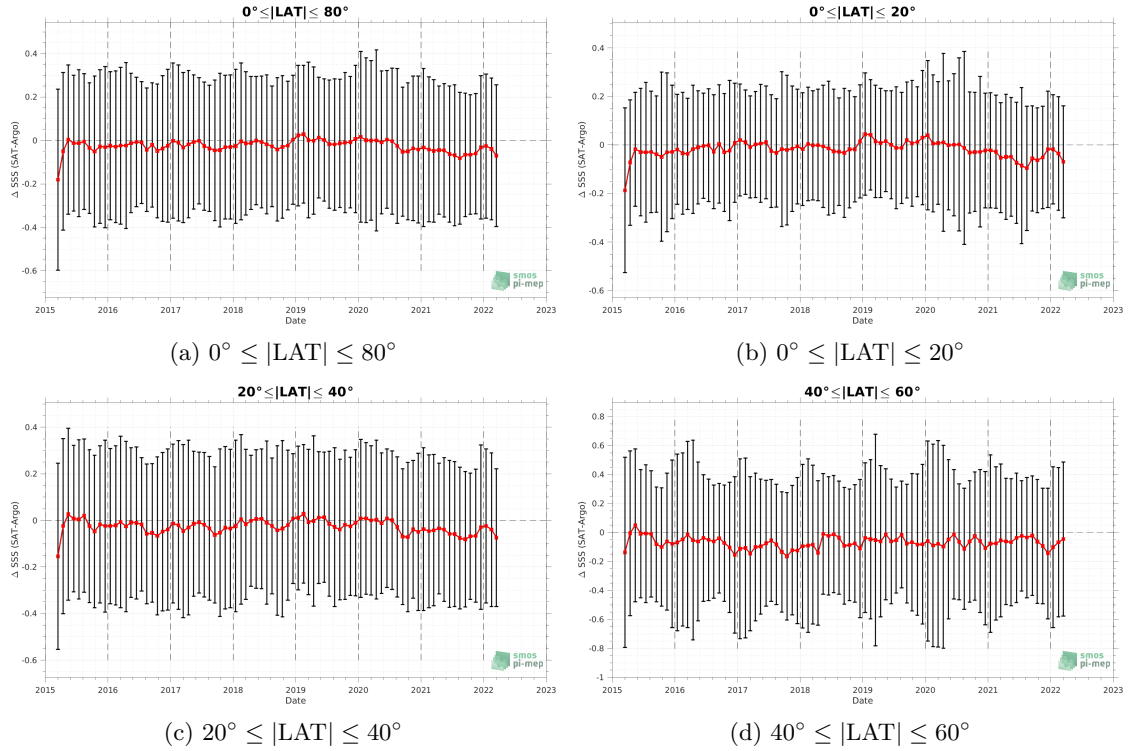 0°≤|LAT|≤ 80°
Δ SSS (SAT-Argo)
0.4
0.2
0
-0.2
-0.4
-0.6
2015 2016 2017 2018 2019 2020 2021 2022 2023
Date
smos
pi-mep
(a) 0° ≤ |LAT| ≤ 80°
0°≤|LAT|≤ 20°
Δ SSS (SAT-Argo)
0.4
0.2
0
-0.2
-0.4
-0.6
2015 2016 2017 2018 2019 2020 2021 2022 2023
Date
smos
pi-mep
(b) 0° ≤ |LAT| ≤ 20°
20°≤|LAT|≤ 40°
Δ SSS (SAT-Argo)
0.4
0.2
0
-0.2
-0.4
-0.6
2015 2016 2017 2018 2019 2020 2021 2022 2023
Date
smos
pi-mep
(c) 20° ≤ |LAT| ≤ 40°
40°≤|LAT|≤ 60°
Δ SSS (SAT-Argo)
0.8
0.6
0.4
0.2
0
-0.2
-0.4
-0.6
-0.8
-1
2015 2016 2017 2018 2019 2020 2021 2022 2023
Date
smos
pi-mep
(d) 40° ≤ |LAT| ≤ 60°